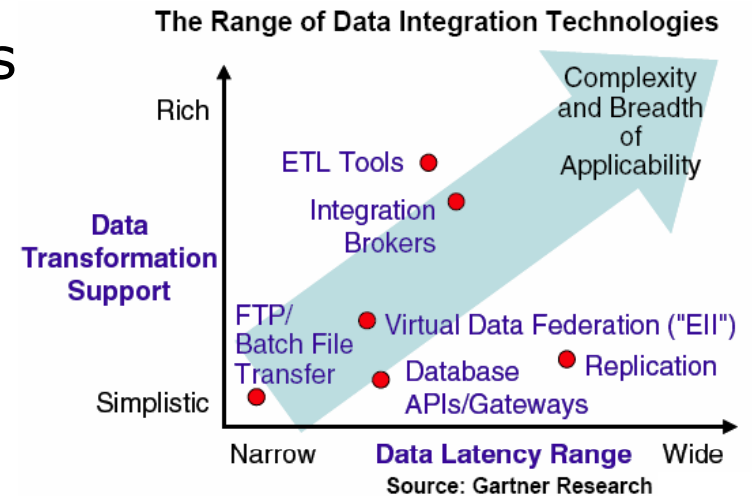 The Range of Data Integration Technologies
s
Complexity
and Breadth
of
Applicability
Rich
ETL Tools
Integration
Brokers
Data
Transformation
Support
FTP/
Batch File
Transfer
Virtual Data Federation ("EII")
Replication
Database
APIs/Gateways
Simplistic
Narrow
Data Latency Range
Wide
Source: Gartner Research